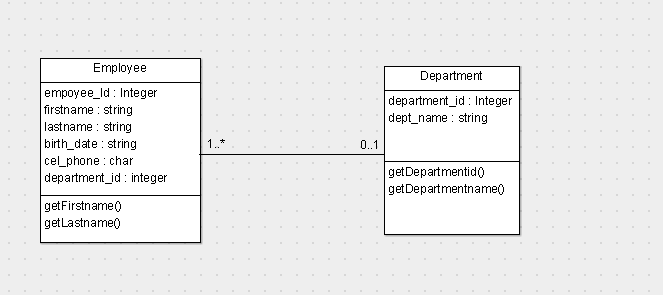 Employee
empoyee_Id : Integer
firstname : string
lastname : string
birth_date : string
cel_phone : char
department_id : integer
getFirstname()
getLastname()
1..*
0..1
Department
department_id : Integer
dept_name : string
getDepartmentid()
getDepartmentname()